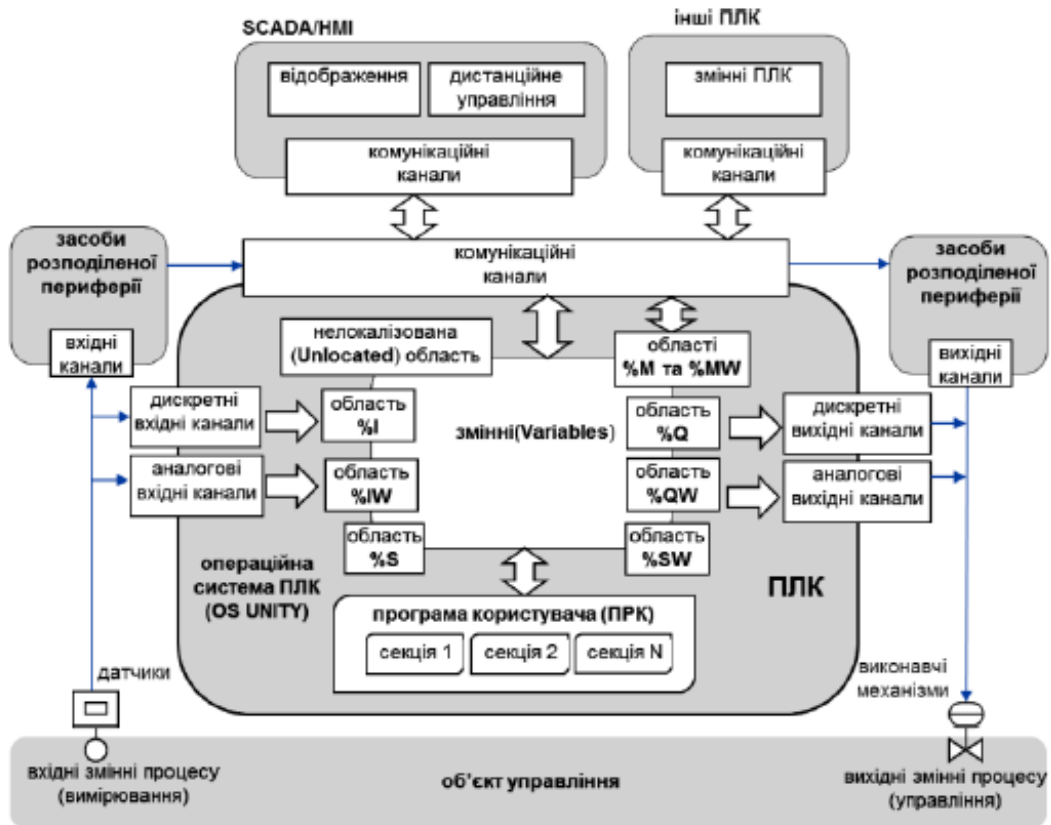 SCADA/HMI
інші ПЛК
відображення
дистанційне
управління
змінні ПЛК
комунікаційні
канали
комунікаційні
канали
засоби
розподіленої
периферії
комунікаційні
канали
засоби
розподіленої
периферії
вхідні
канали
нелокалізована
(Unlocated) область
області
%M та %MW
вихідні
канали
дискретні
вхідні канали
область
%I
змінні(Variables)
область
%Q
дискретні
вихідні канали
аналогові
вхідні канали
область
%IW
область
%QW
аналогові
вихідні канали
область
%S
область
%SW
операційна
система ПЛК
(OS UNITY)
ПЛК
програма користувача (ПРК)
секція 1
секція 2
секція N
датчики
виконавчі
механізми
вхідні змінні процесу
(вимірювання)
об'єкт управління
вихідні змінні процесу
(управління)